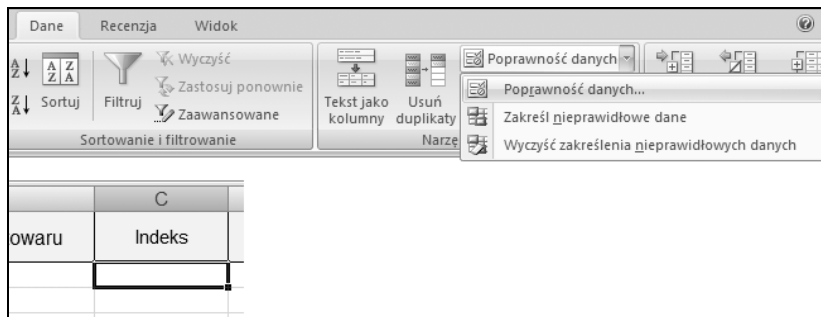 Dane Recenzja Widok
A Z
Z A
A Z
Z A
Sortuj
Filtruj
Wyczyść
Zastosuj ponownie
Zaawansowane
Sortowanie i filtrowanie
Tekst jako kolumny
Usuń duplikaty
Poprawność danych
Narzę
Poprawność danych...
Zakreśl nieprawidłowe dane
Wyczyść zakreślenia nieprawidłowych danych
C
owaru Indeks